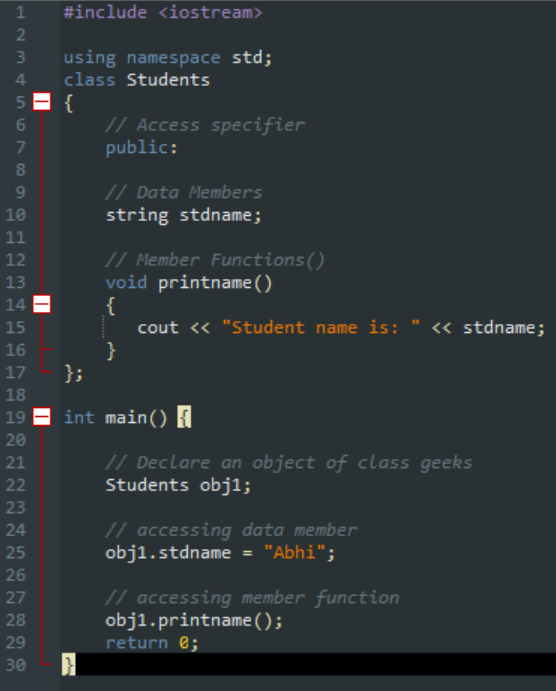 1 #include <iostream>
2
3 using namespace std;
4 class Students
5 {
6 // Access specifier
7 public:
8
9 // Data Members
10 string stdname;
11
12 // Member Functions()
13 void printname()
14 {
15 cout << "Student name is: " << stdname;
16 }
17 };
18
19 int main() {
20
21 // Declare an object of class geeks
22 Students obj1;
23
24 // accessing data member
25 obj1.stdname = "Abhi";
26
27 // accessing member function
28 obj1.printname();
29 return 0;
30 }